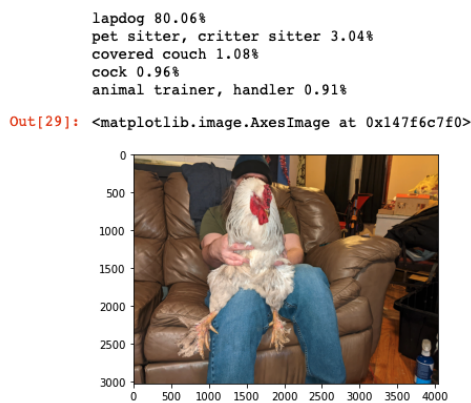 lapdog 80.06%
pet sitter, critter sitter 3.04%
covered couch 1.08%
cock 0.96%
animal trainer, handler 0.91%
Out[29]: <matplotlib.image.AxesImage at 0x147f6c7f0>
0
500
1000
1500
2000
2500
3000
0 500 1000 1500 2000 2500 3000 3500 4000